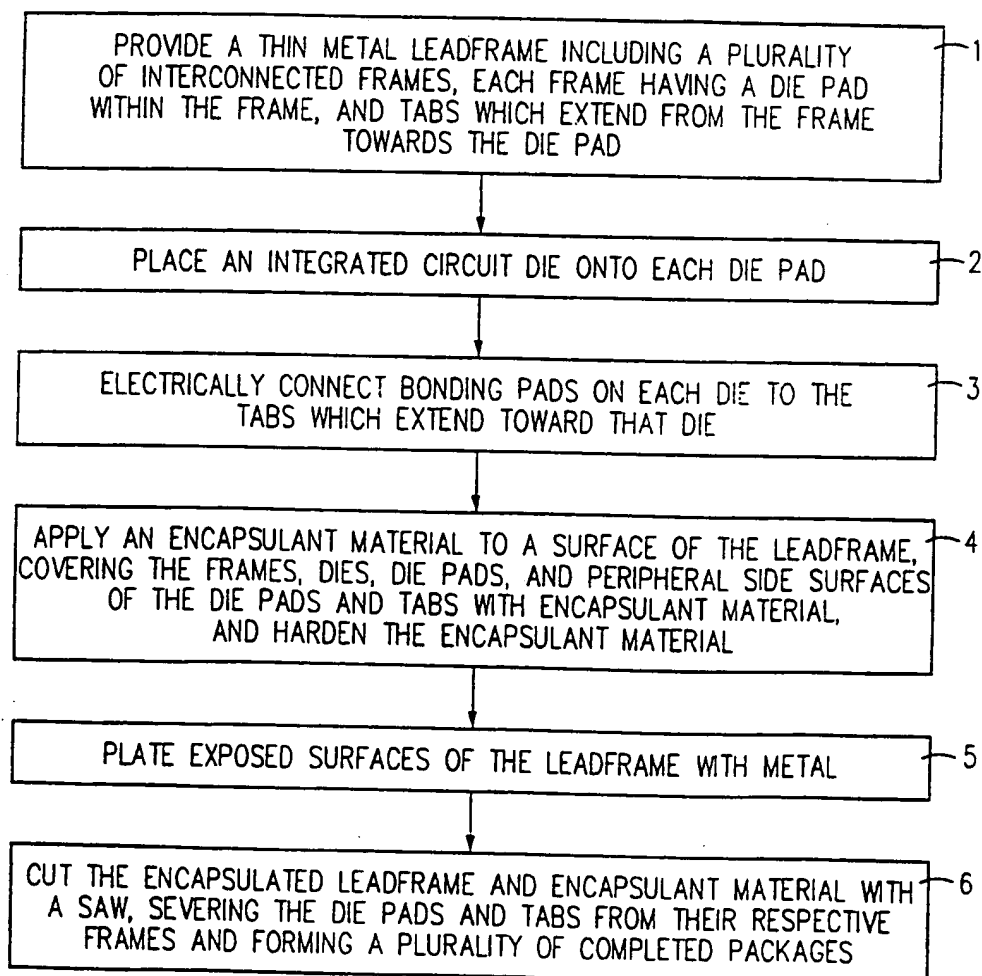 PROVIDE A THIN METAL LEADFRAME INCLUDING A PLURALITY
OF INTERCONNECTED FRAMES, EACH FRAME HAVING A DIE PAD
WITHIN THE FRAME, AND TABS WHICH EXTEND FROM THE FRAME
TOWARDS THE DIE PAD
1
PLACE AN INTEGRATED CIRCUIT DIE ONTO EACH DIE PAD
2
ELECTRICALLY CONNECT BONDING PADS ON EACH DIE TO THE
TABS WHICH EXTEND TOWARD THAT DIE
3
APPLY AN ENCAPSULANT MATERIAL TO A SURFACE OF THE LEADFRAME,
COVERING THE FRAMES, DIES, DIE PADS, AND PERIPHERAL SIDE SURFACES
OF THE DIE PADS AND TABS WITH ENCAPSULANT MATERIAL,
AND HARDEN THE ENCAPSULANT MATERIAL
4
PLATE EXPOSED SURFACES OF THE LEADFRAME WITH METAL
5
CUT THE ENCAPSULATED LEADFRAME AND ENCAPSULANT MATERIAL WITH
A SAW, SEVERING THE DIE PADS AND TABS FROM THEIR RESPECTIVE
FRAMES AND FORMING A PLURALITY OF COMPLETED PACKAGES
6